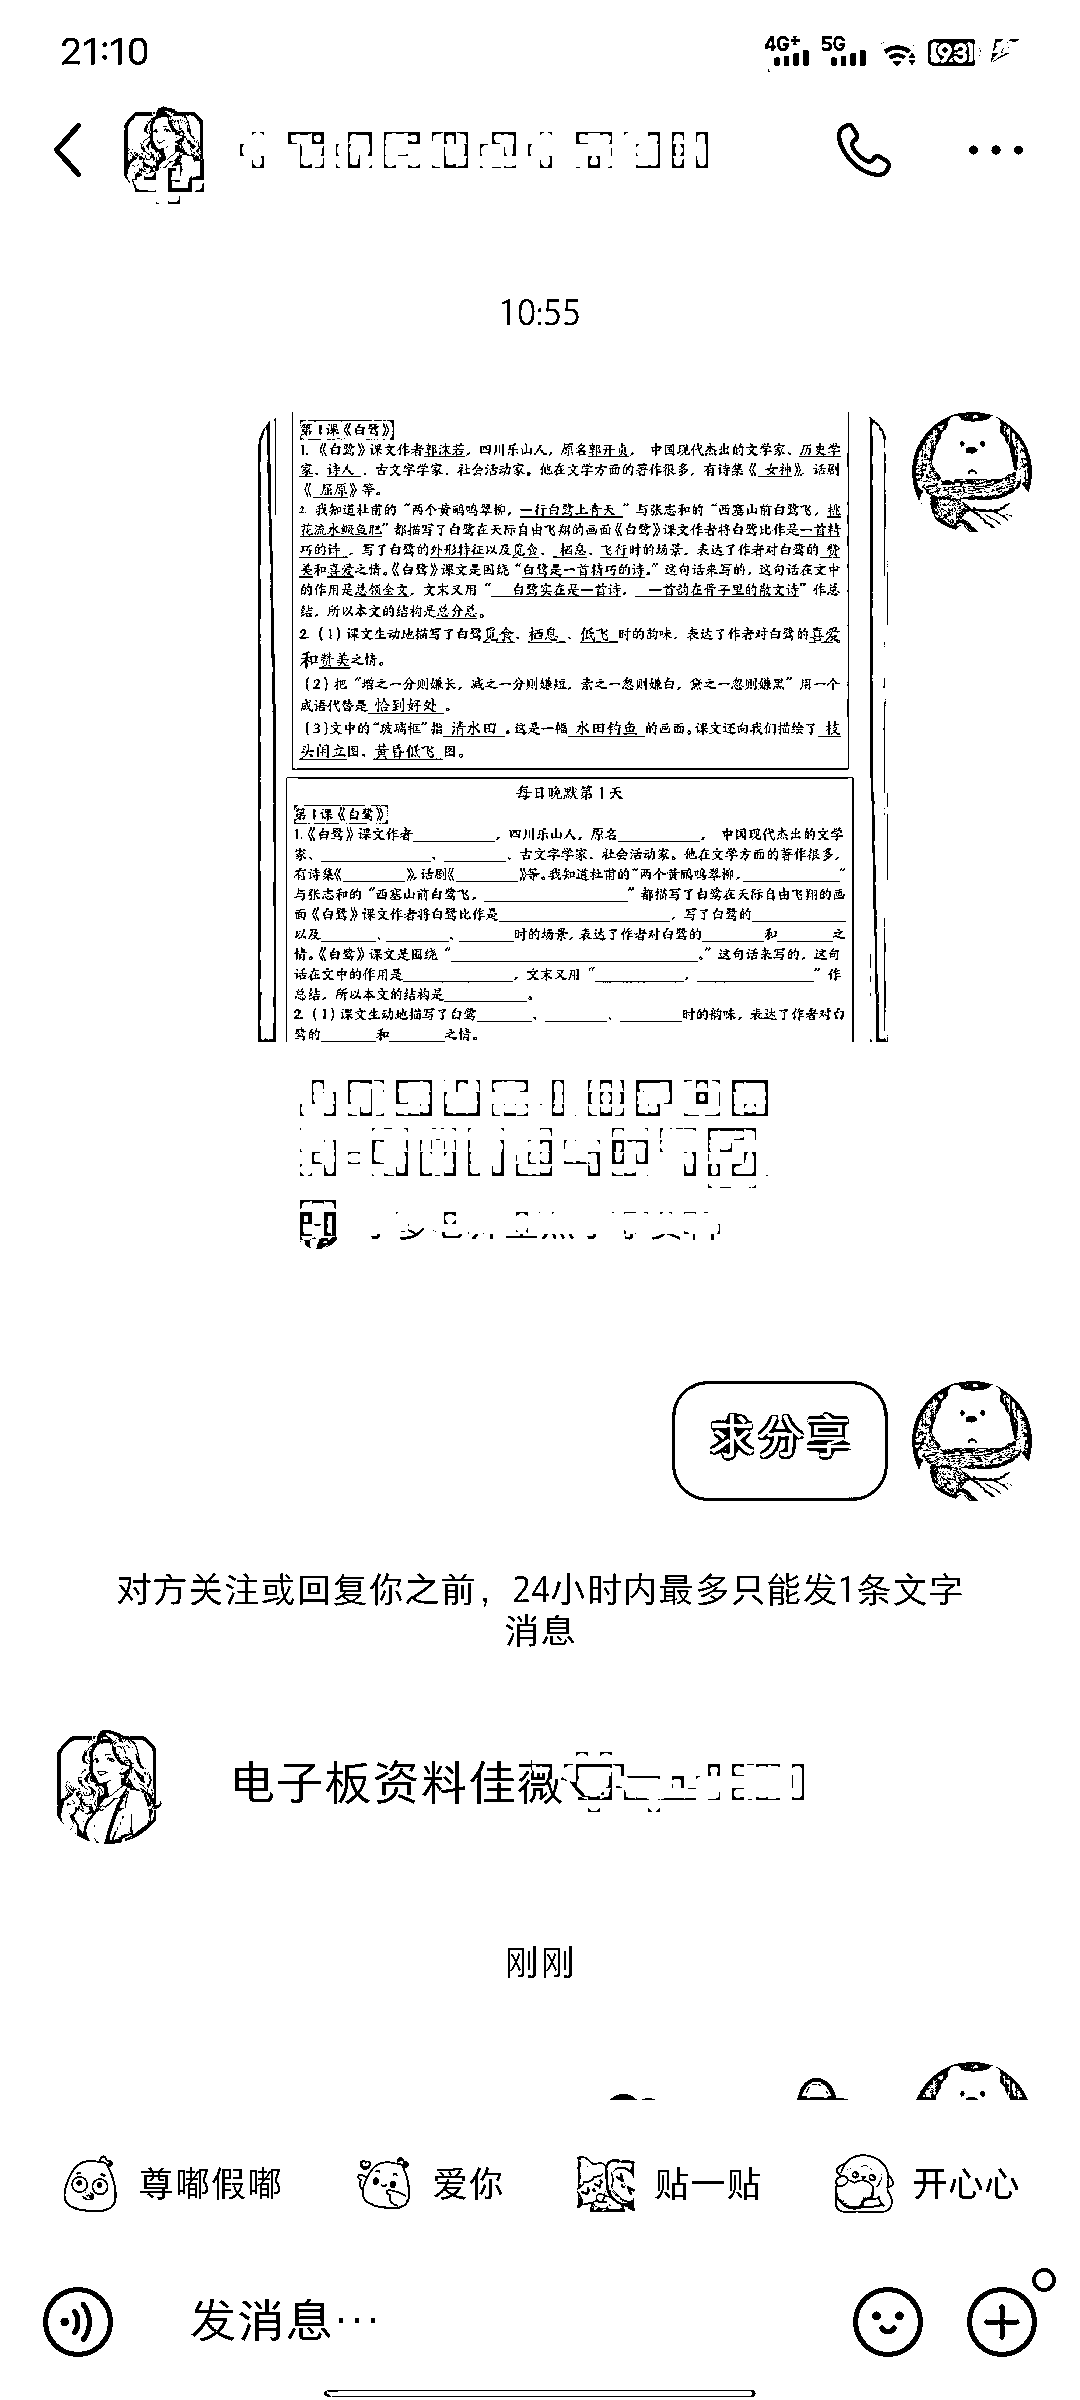 21:10
4G+ 5G 93
10:55
第1课《白鹭》
1. 《白鹭》课文作者郭沫若，四川乐山人，原名郭开贞， 中国现代杰出的文学家、历史学
家、诗人 、古文字学家、社会活动家。他在文学方面的著作很多，有诗集《 女神》 话剧
《 屈原》等。
2. 我知道杜甫的“两个黄鹂鸣翠柳，一行白鹭上青天 ”与张志和的“西塞山前白鹭飞，桃
花流水鳜鱼肥”都描写了白鹭在天际自由飞翔的画面《白鹭》课文作者将白鹭比作是一首精
巧的诗 ，写了白鹭的外形特征以及觅食、 栖息、飞行时的场景，表达了作者对白鹭的 赞
美和喜爱之情。《白鹭》课文是围绕“白鹭是一首精巧的诗。”这句话来写的，这句话在文中
的作用是总领全文，文末又用“ 白鹭实在是一首诗， 一首韵在骨子里的散文诗”作总
结，所以本文的结构是总分总。
2.（1）课文生动地描写了白鹭觅食、 栖息 、低飞 时的韵味，表达了作者对白鹭的喜爱
和赞美之情。
（2）把“增之一分则嫌长，减之一分则嫌短，素之一忽则嫌白，黛之一忽则嫌黑”用一个
成语代替是 恰到好处 。
（3）文中的“玻璃框”指 清水田 。这是一幅 水田钓鱼 的画面。课文还向我们描绘了 枝
头闲立图、黄昏低飞 图。
每日晚默第1天
第1课《白鹭》
1.《白鹭》课文作者__________，四川乐山人，原名__________， 中国现代杰出的文学
家、__________、________、古文字学家、社会活动家。他在文学方面的著作很多，
有诗集《________》，话剧《________》等。我知道杜甫的“两个黄鹂鸣翠柳，____________”
与张志和的“西塞山前白鹭飞，________________”都描写了白鹭在天际自由飞翔的画
面《白鹭》课文作者将白鹭比作是__________________，写了白鹭的__________
以及______、________、________时的场景，表达了作者对白鹭的______和______之
情。《白鹭》课文是围绕“__________________________。”这句话来写的，这句
话在文中的作用是____________，文末又用“__________，____________”作
总结，所以本文的结构是__________。
2.（1）课文生动地描写了白鹭______、______、______时的韵味，表达了作者对白
鹭的______和______之情。
求分享
对方关注或回复你之前，24小时内最多只能发1条文字
消息
电子板资料佳薇
刚刚
尊嘟假嘟 爱你 贴一贴 开心心
发消息…